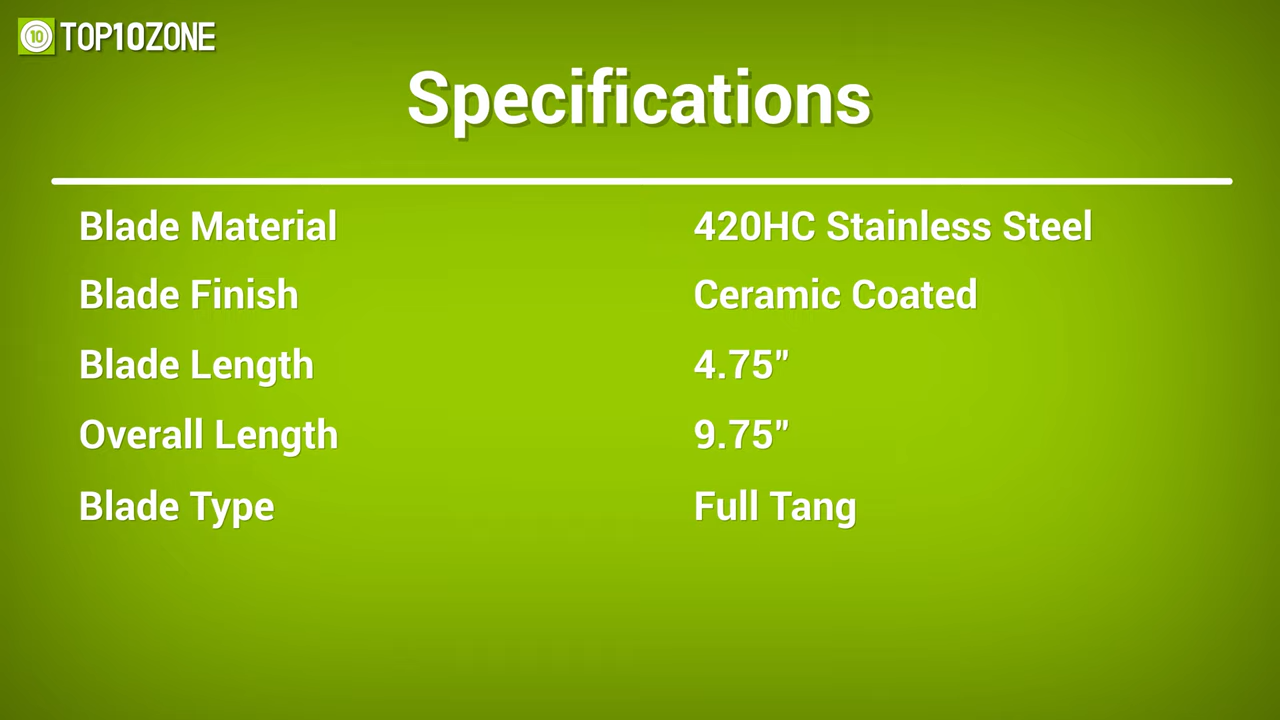 10 TOP10ZONE
Specifications
Blade Material 420HC Stainless Steel
Blade Finish Ceramic Coated
Blade Length 4.75”
Overall Length 9.75”
Blade Type Full Tang